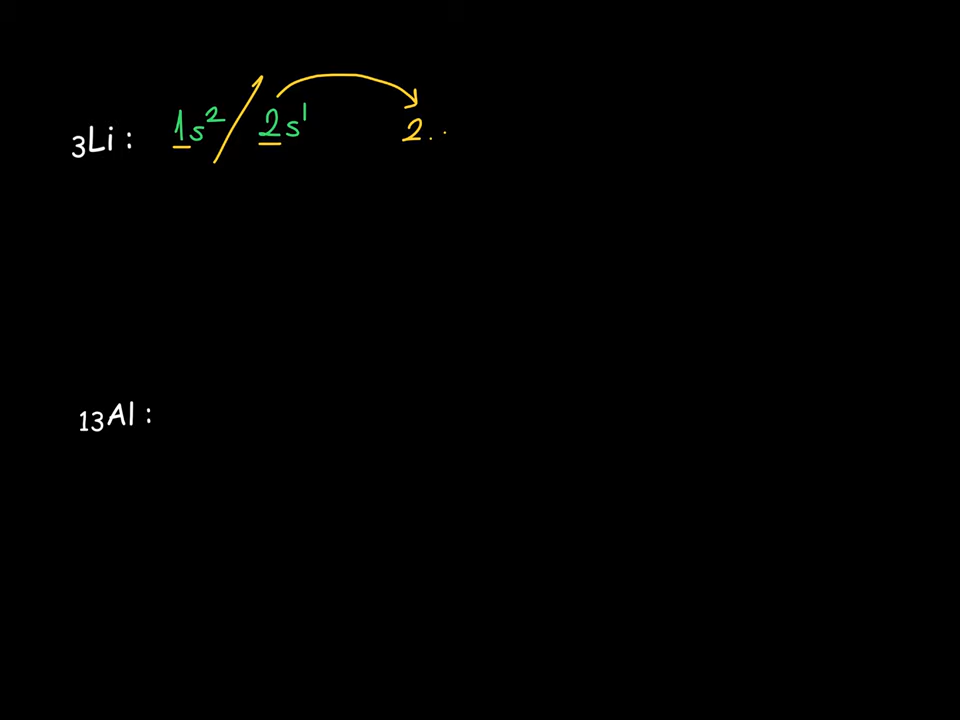 ₃Li : 1s² / 2s¹ 2..
₁₃Al :